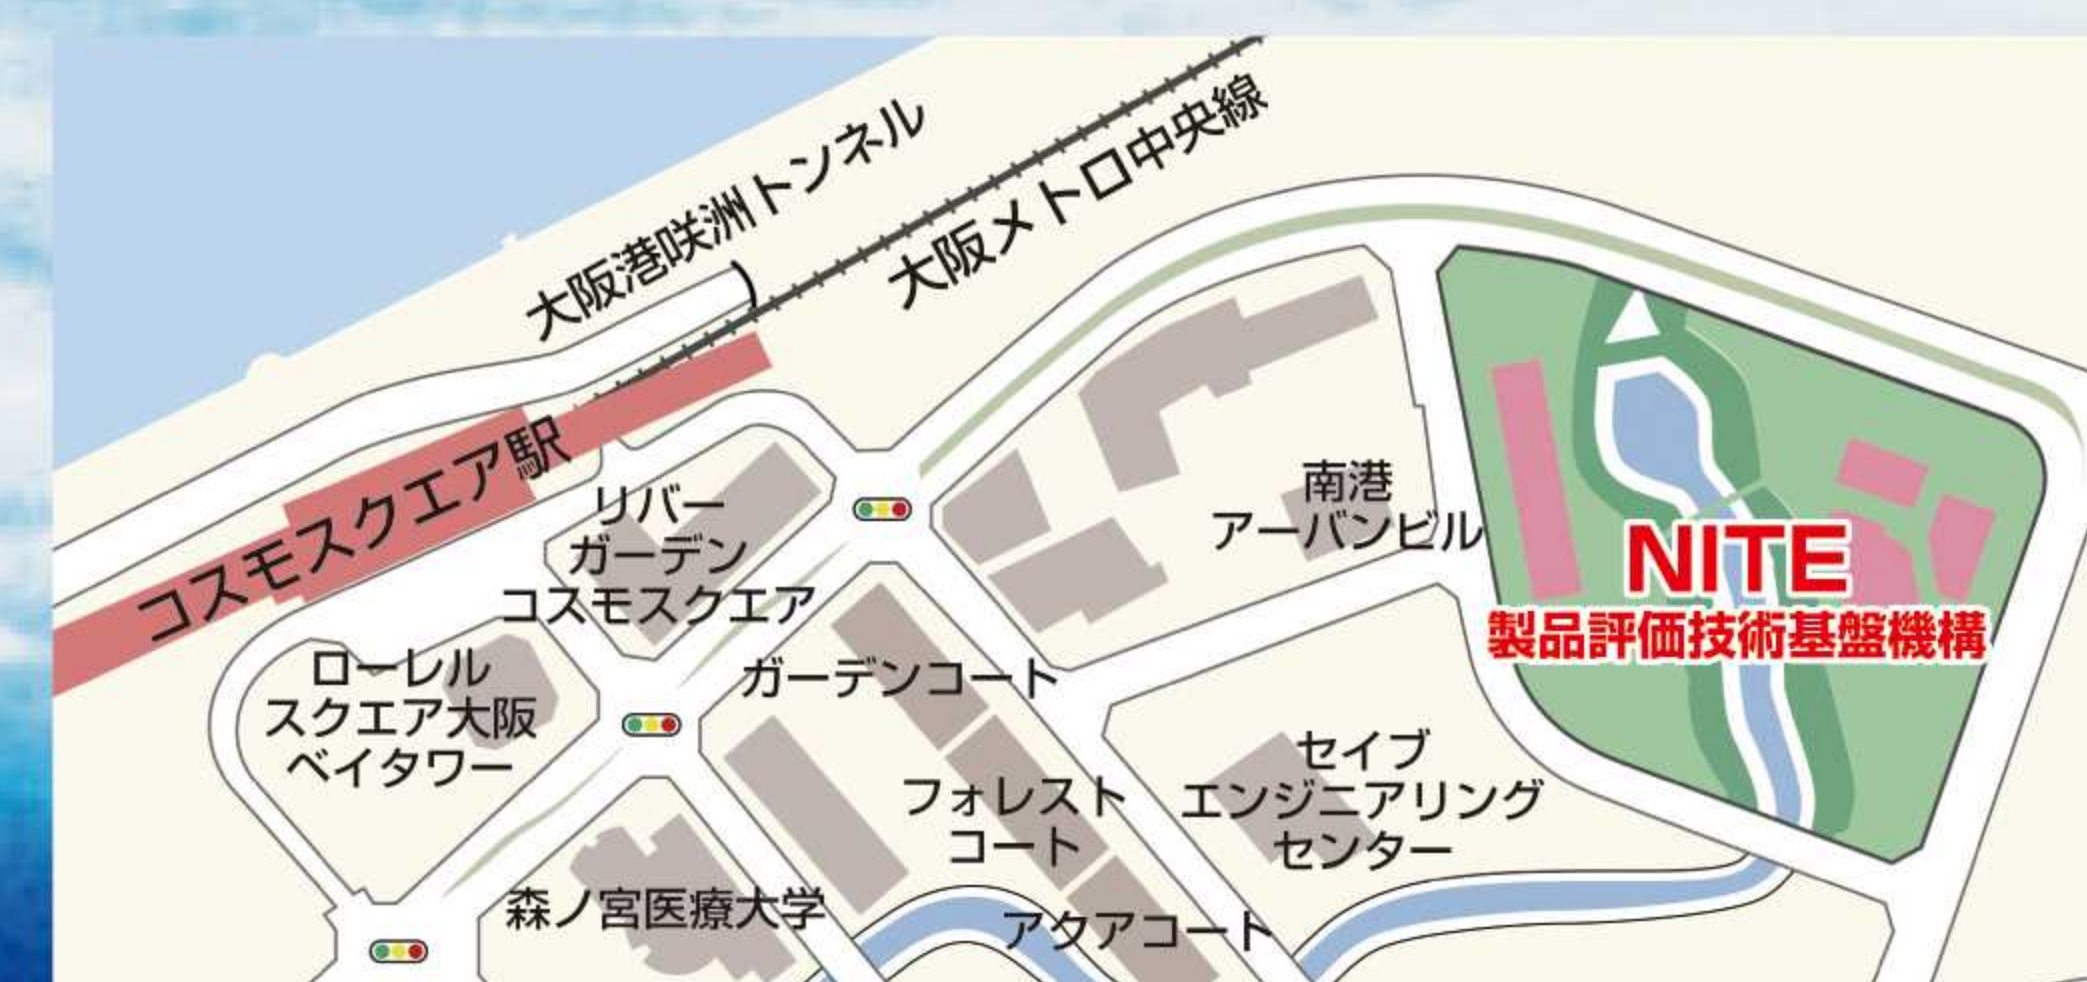 大阪港咲洲トンネル
大阪メトロ中央線
コスモスクエア駅
リバー
ガーデン
コスモスクエア
南港
アーバンビル
NITE
製品評価技術基盤機構
ローレル
スクエア大阪
ベイタワー
ガーデンコート
セイブ
エンジニアリング
センター
フォレスト
コート
森ノ宮医療大学
アクアコート